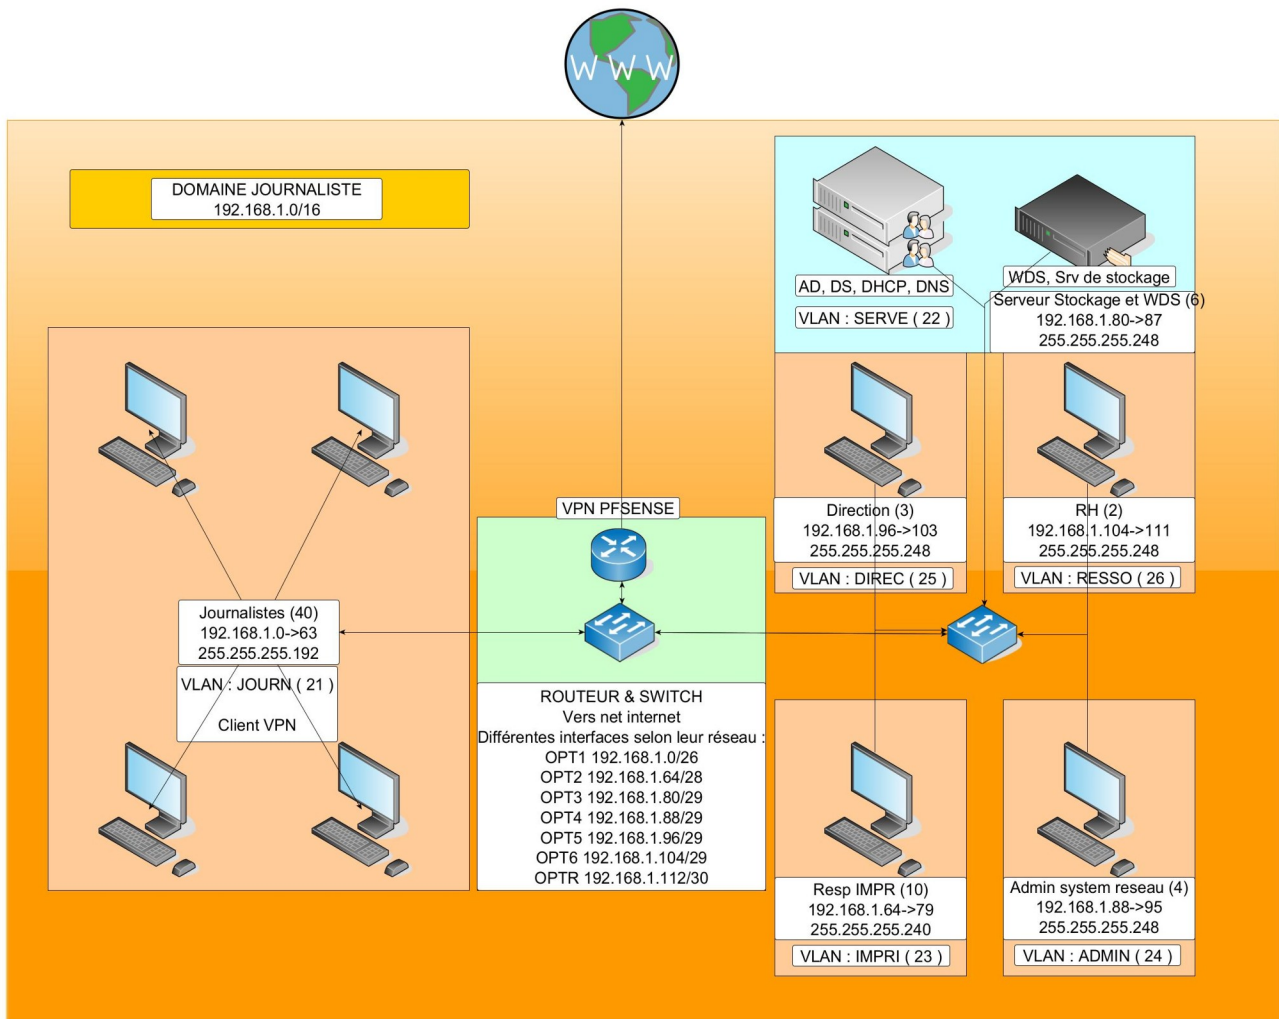 WWW
DOMAINE JOURNALISTE
192.168.1.0/16
AD, DS, DHCP, DNS
VLAN : SERVE ( 22 )
WDS, Srv de stockage
Serveur Stockage et WDS (6)
192.168.1.80->87
255.255.255.248
Direction (3)
192.168.1.96->103
255.255.255.248
VLAN : DIREC ( 25 )
RH (2)
192.168.1.104->111
255.255.255.248
VLAN : RESSO ( 26 )
VPN PFSENSE
Journalistes (40)
192.168.1.0->63
255.255.255.192
VLAN : JOURN ( 21 )
Client VPN
ROUTEUR & SWITCH
Vers net internet
Différentes interfaces selon leur réseau :
OPT1 192.168.1.0/26
OPT2 192.168.1.64/28
OPT3 192.168.1.80/29
OPT4 192.168.1.88/29
OPT5 192.168.1.96/29
OPT6 192.168.1.104/29
OPTR 192.168.1.112/30
Resp IMPR (10)
192.168.1.64->79
255.255.255.240
VLAN : IMPRI ( 23 )
Admin system reseau (4)
192.168.1.88->95
255.255.255.248
VLAN : ADMIN ( 24 )